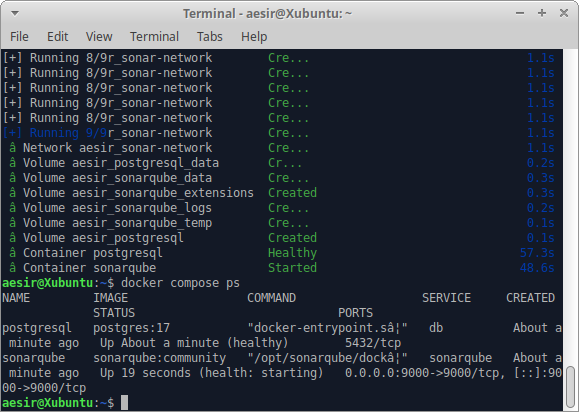 Terminal - aesir@Xubuntu: ~
File Edit View Terminal Tabs Help
[+] Running 8/9r_sonar-network Cre... 1.1s
[+] Running 8/9r_sonar-network Cre... 1.1s
[+] Running 8/9r_sonar-network Cre... 1.1s
[+] Running 8/9r_sonar-network Cre... 1.1s
[+] Running 8/9r_sonar-network Cre... 1.1s
[+] Running 9/9r_sonar-network Cre... 1.1s
â Network aesir_sonar-network Cre... 1.1s
â Volume aesir_postgresql_data Cr... 0.2s
â Volume aesir_sonarqube_data Cre... 0.3s
â Volume aesir_sonarqube_extensions Created 0.3s
â Volume aesir_sonarqube_logs Cre... 0.2s
â Volume aesir_sonarqube_temp Cre... 0.1s
â Volume aesir_postgresql Created 0.1s
â Container postgresql Healthy 57.3s
â Container sonarqube Started 48.6s
aesir@Xubuntu:~$ docker compose ps
NAME IMAGE COMMAND SERVICE CREATED
STATUS PORTS
postgresql postgres:17 "docker-entrypoint.sâ¦" db About a
minute ago Up About a minute (healthy) 5432/tcp
sonarqube sonarqube:community "/opt/sonarqube/dockâ¦" sonarqube About a
minute ago Up 19 seconds (health: starting) 0.0.0.0:9000->9000/tcp, [::]:90
00->9000/tcp
aesir@Xubuntu:~$